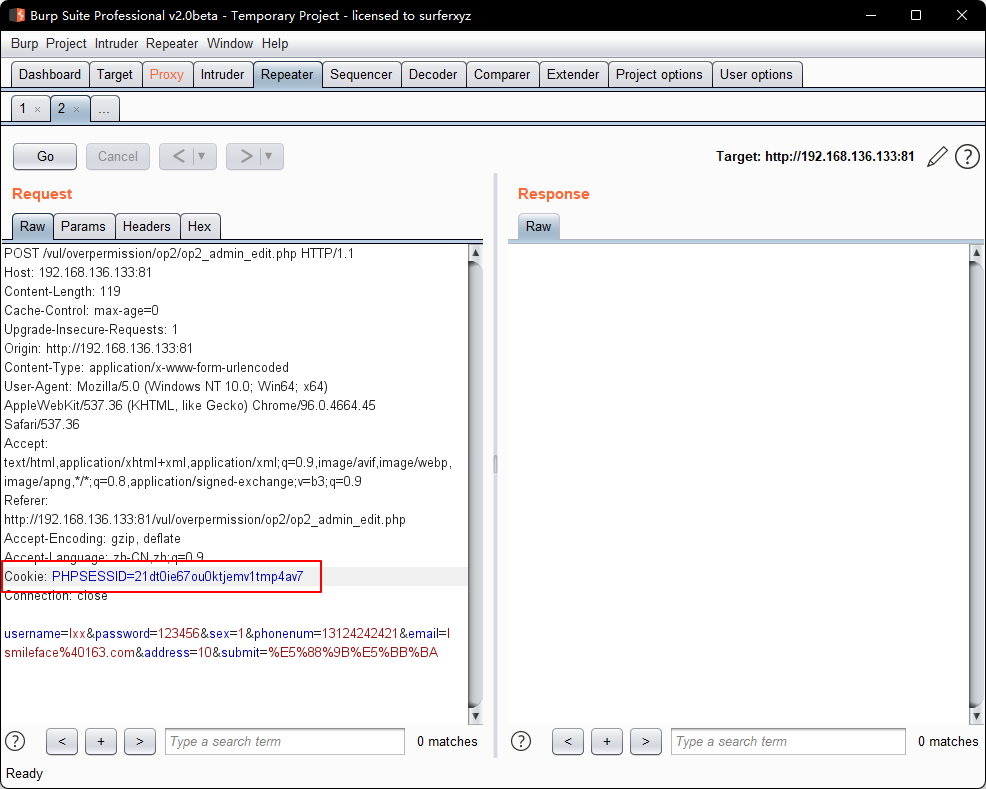 Burp Suite Professional v2.0beta - Temporary Project - licensed to surferxyz
Burp Project Intruder Repeater Window Help
Dashboard Target Proxy Intruder Repeater Sequencer Decoder Comparer Extender Project options User options
1 × 2 × ...
Go Cancel < ▼ > ▼ Target: http://192.168.136.133:81 ?
Request
Raw Params Headers Hex
POST /vul/overpermission/op2/op2_admin_edit.php HTTP/1.1
Host: 192.168.136.133:81
Content-Length: 119
Cache-Control: max-age=0
Upgrade-Insecure-Requests: 1
Origin: http://192.168.136.133:81
Content-Type: application/x-www-form-urlencoded
User-Agent: Mozilla/5.0 (Windows NT 10.0; Win64; x64)
AppleWebKit/537.36 (KHTML, like Gecko) Chrome/96.0.4664.45
Safari/537.36
Accept:
text/html,application/xhtml+xml,application/xml;q=0.9,image/avif,image/webp,
image/apng,*/*;q=0.8,application/signed-exchange;v=b3;q=0.9
Referer:
http://192.168.136.133:81/vul/overpermission/op2/op2_admin_edit.php
Accept-Encoding: gzip, deflate
Accept-Language: zh-CN,zh;q=0.9
Cookie: PHPSESSID=21dt0ie67ou0ktjemv1tmp4av7
Connection: close
username=lxx&password=123456&sex=1&phonenum=13124242421&email=l
smileface%40163.com&address=10&submit=%E5%88%9B%E5%BB%BA
? < + > Type a search term 0 matches
Response
Raw
? < + > Type a search term 0 matches
Ready